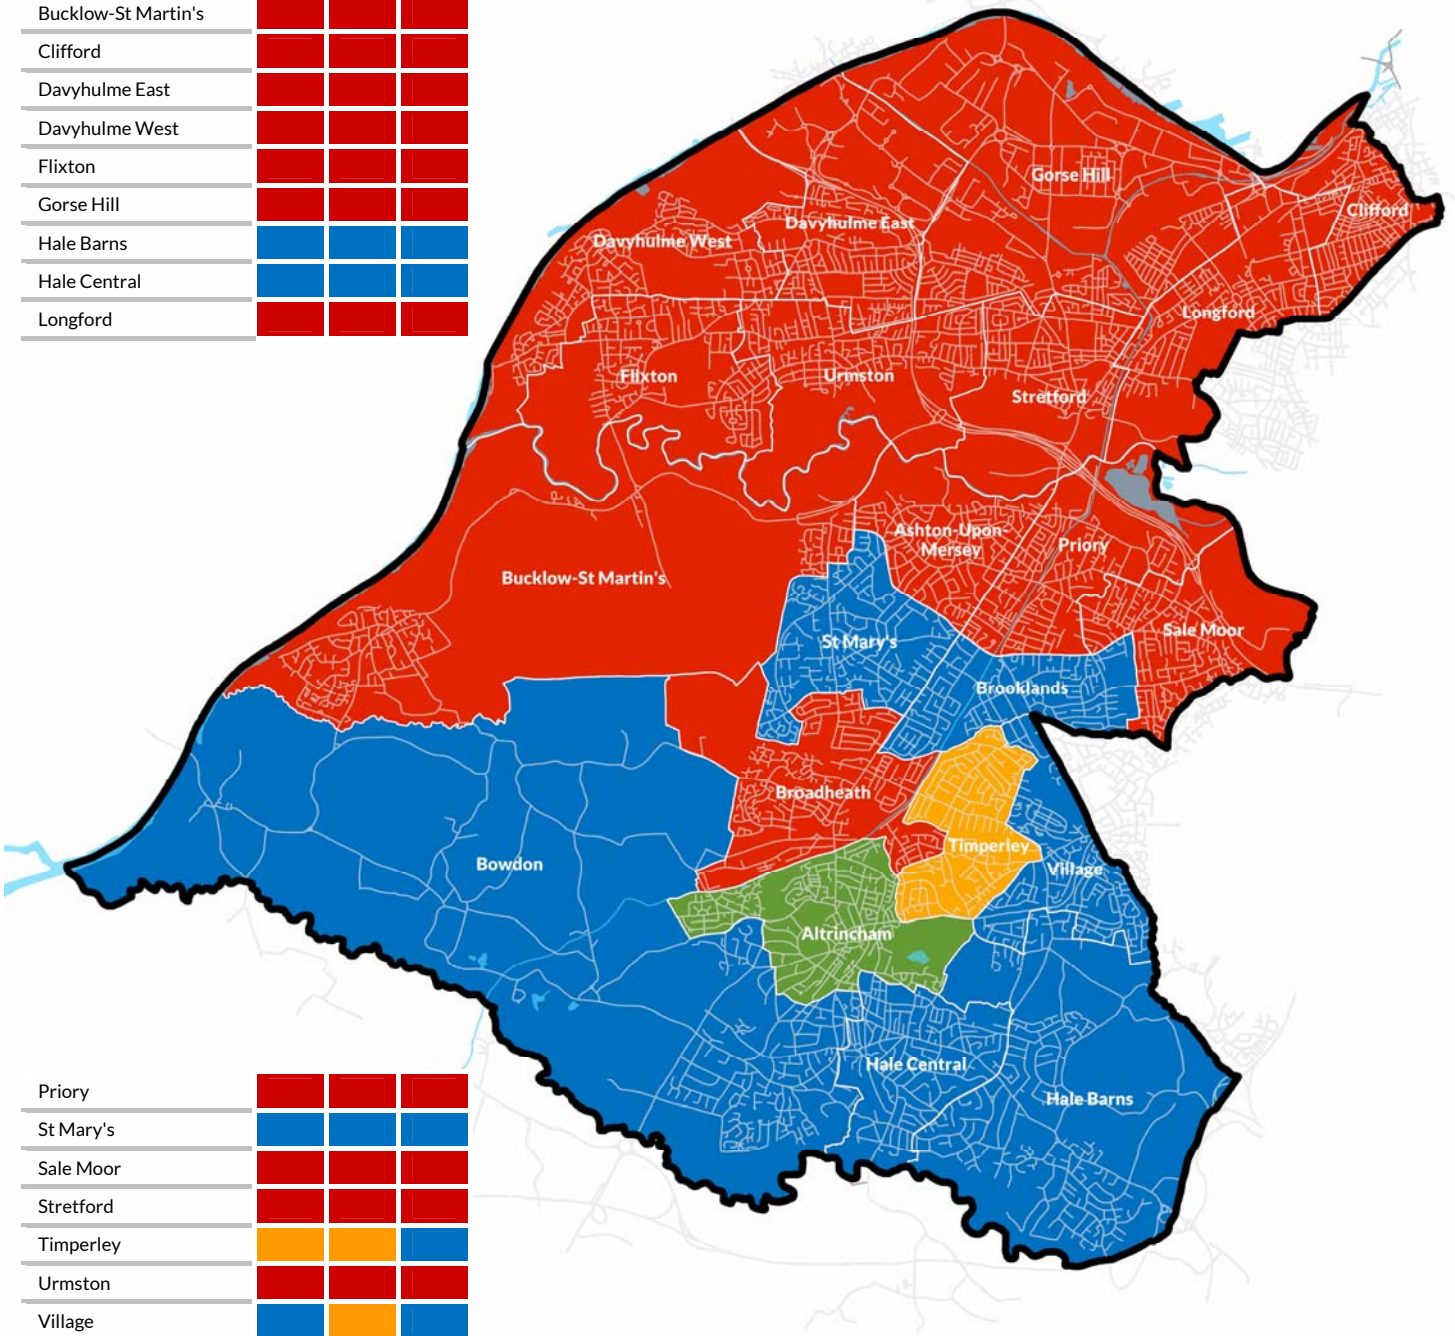 Bucklow-St Martin's
Clifford
Davyhulme East
Davyhulme West
Flixton
Gorse Hill
Hale Barns
Hale Central
Longford
Gorse Hill
Clifford
Davyhulme East
Davyhulme West
Longford
Flixton
Urmston
Stretford
Ashton-Upon-
Mersey
Priory
Bucklow-St Martin's
Sale Moor
St Mary's
Brooklands
Broadheath
Timperley
Bowdon
Village
Altrincham
Hale Central
Hale Barns
Priory
St Mary's
Sale Moor
Stretford
Timperley
Urmston
Village